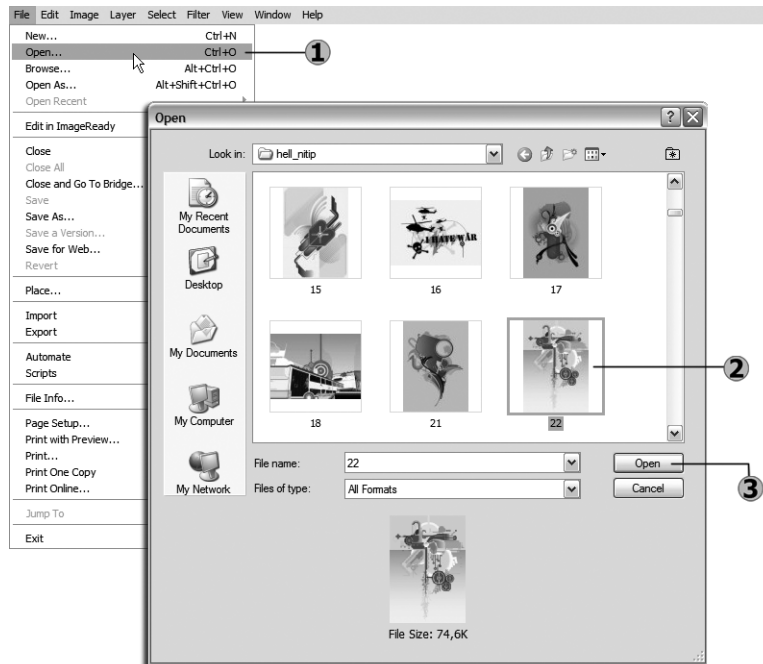 File Edit Image Layer Select Filter View Window Help
New... Ctrl+N
Open... Ctrl+O
Browse... Alt+Ctrl+O
Open As... Alt+Shift+Ctrl+O
Open Recent
Edit in ImageReady
Close
Close All
Close and Go To Bridge...
Save
Save As...
Save a Version...
Save for Web...
Revert
Place...
Import
Export
Automate
Scripts
File Info...
Page Setup...
Print with Preview...
Print...
Print One Copy
Print Online...
Jump To
Exit
1
Open
Look in: hell_nitip
My Recent
Documents
Desktop
My Documents
My Computer
My Network
I HATE WAR
15 16 17
18 21 22
2
File name: 22 Open
Files of type: All Formats Cancel
3
File Size: 74,6K